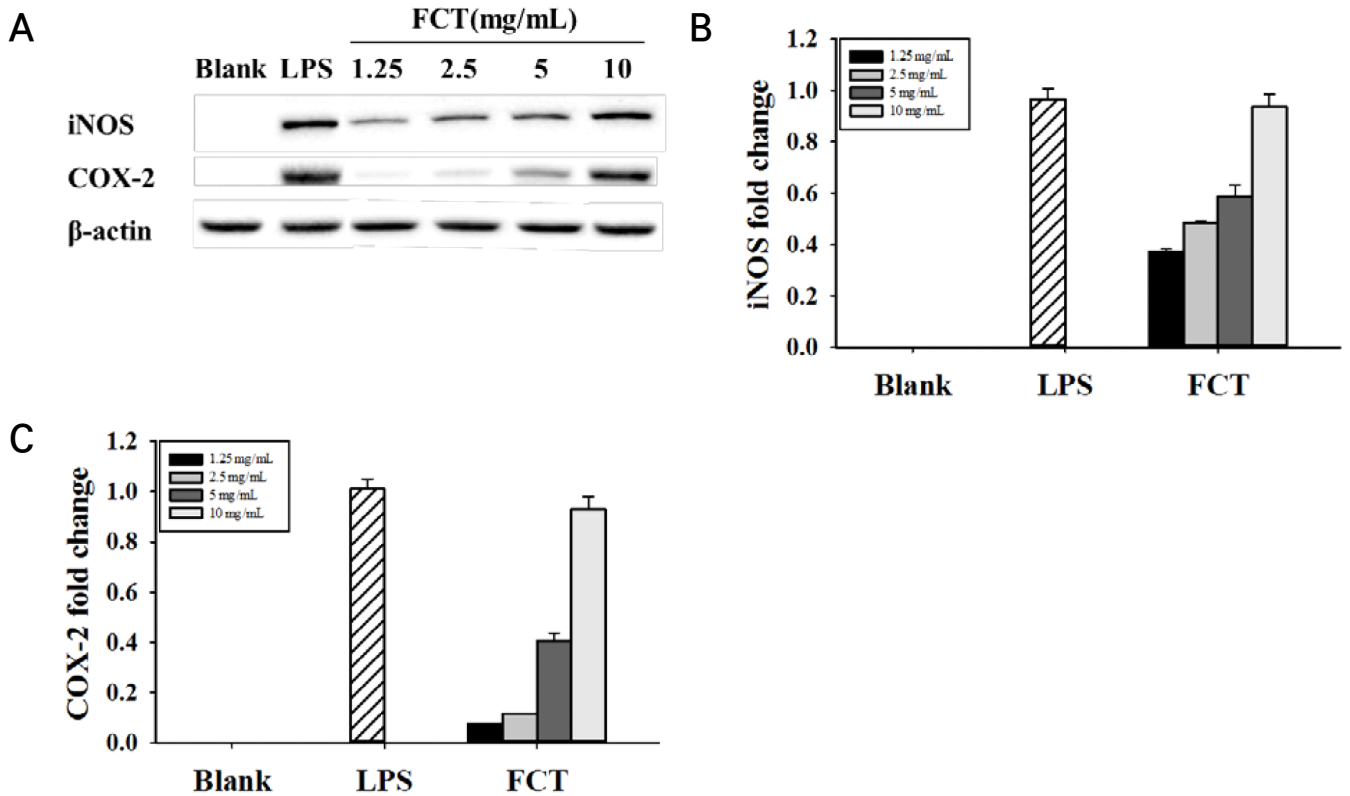 A
FCT(mg/mL)
Blank LPS 1.25 2.5 5 10
iNOS
COX-2
β-actin
B
iNOS fold change
1.2
1.0
0.8
0.6
0.4
0.2
0.0
1.25 mg/mL
2.5 mg/mL
5 mg/mL
10 mg/mL
Blank LPS FCT
C
COX-2 fold change
1.2
1.0
0.8
0.6
0.4
0.2
0.0
1.25 mg/mL
2.5 mg/mL
5 mg/mL
10 mg/mL
Blank LPS FCT